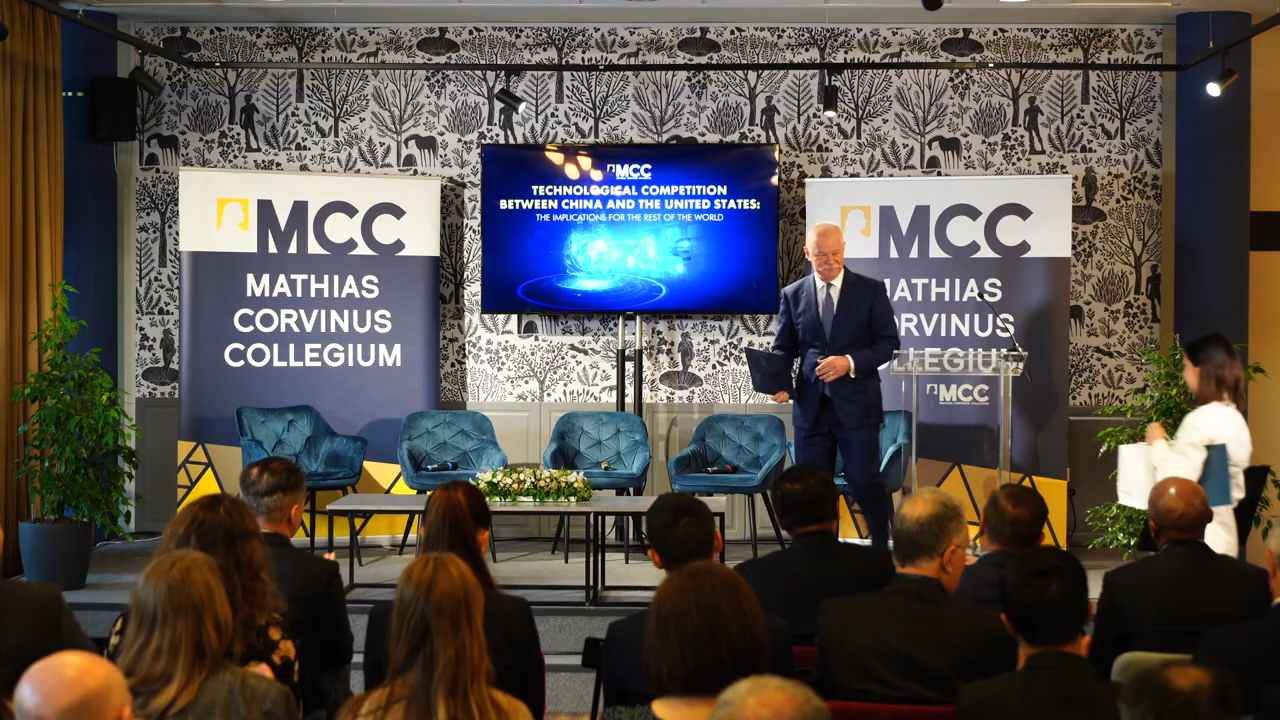 MCC
MATHIAS
CORVINUS
COLLEGIUM
MCC
TECHNOLOGICAL COMPETITION
BETWEEN CHINA AND THE UNITED STATES:
THE IMPLICATIONS FOR THE REST OF THE WORLD
MCC
MATHIAS
CORVINUS
COLLEGIUM
MCC